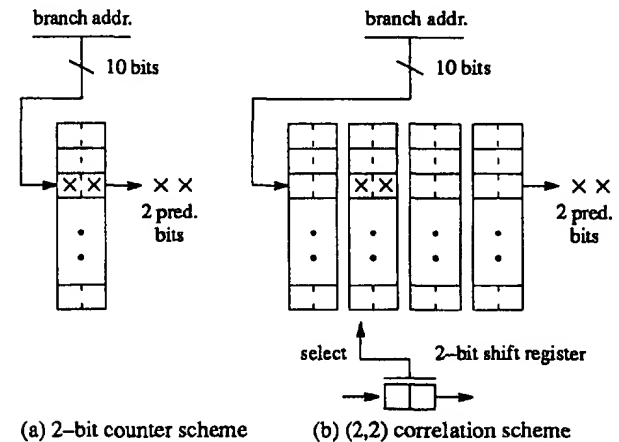 branch addr.
10 bits
× ×
× ×
2 pred.
bits
(a) 2–bit counter scheme
branch addr.
10 bits
× ×
× ×
2 pred.
bits
select
2–bit shift register
(b) (2,2) correlation scheme